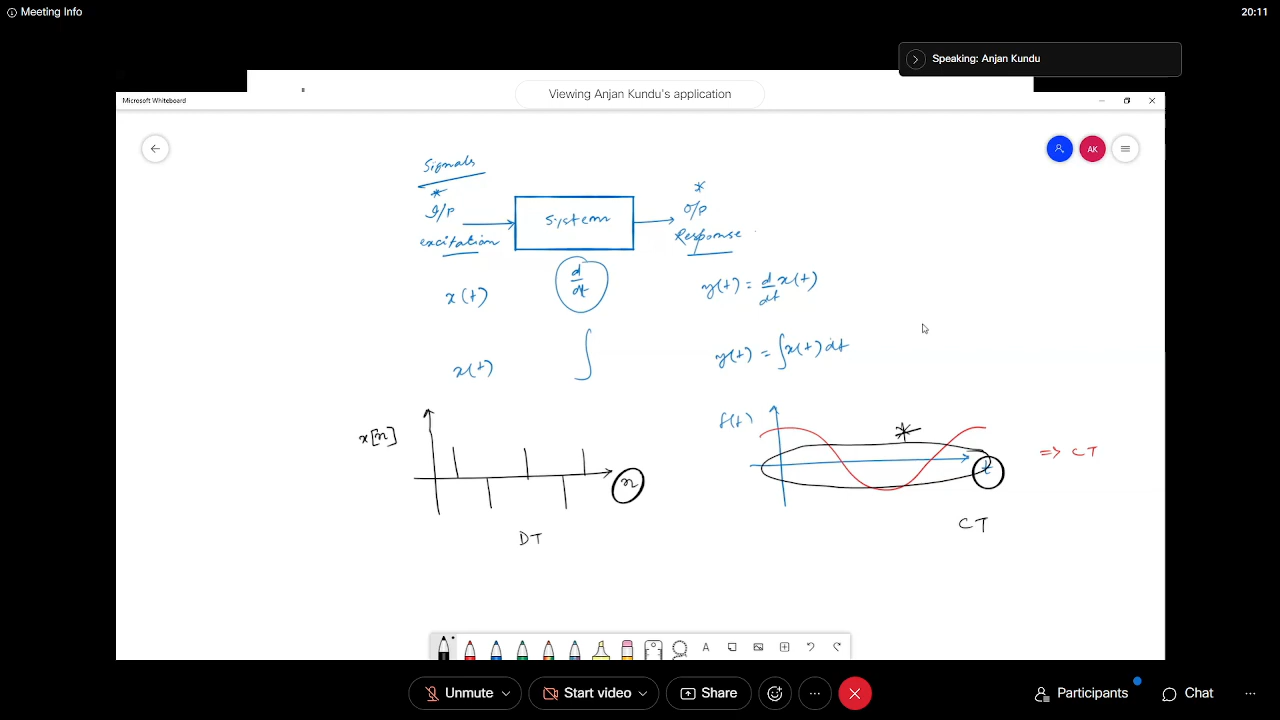 Meeting Info
20:11
Speaking: Anjan Kundu
Viewing Anjan Kundu's application
Microsoft Whiteboard
AK
Signals
*
*
I/P
System
O/P
excitation
Response
x(t)
d/dt
y(t) = d/dt x(t)
x(t)
∫
y(t) = ∫x(t) dt
x[n]
n
DT
f(t)
*
t
=> CT
CT
A
Unmute
Start video
Share
Participants
Chat